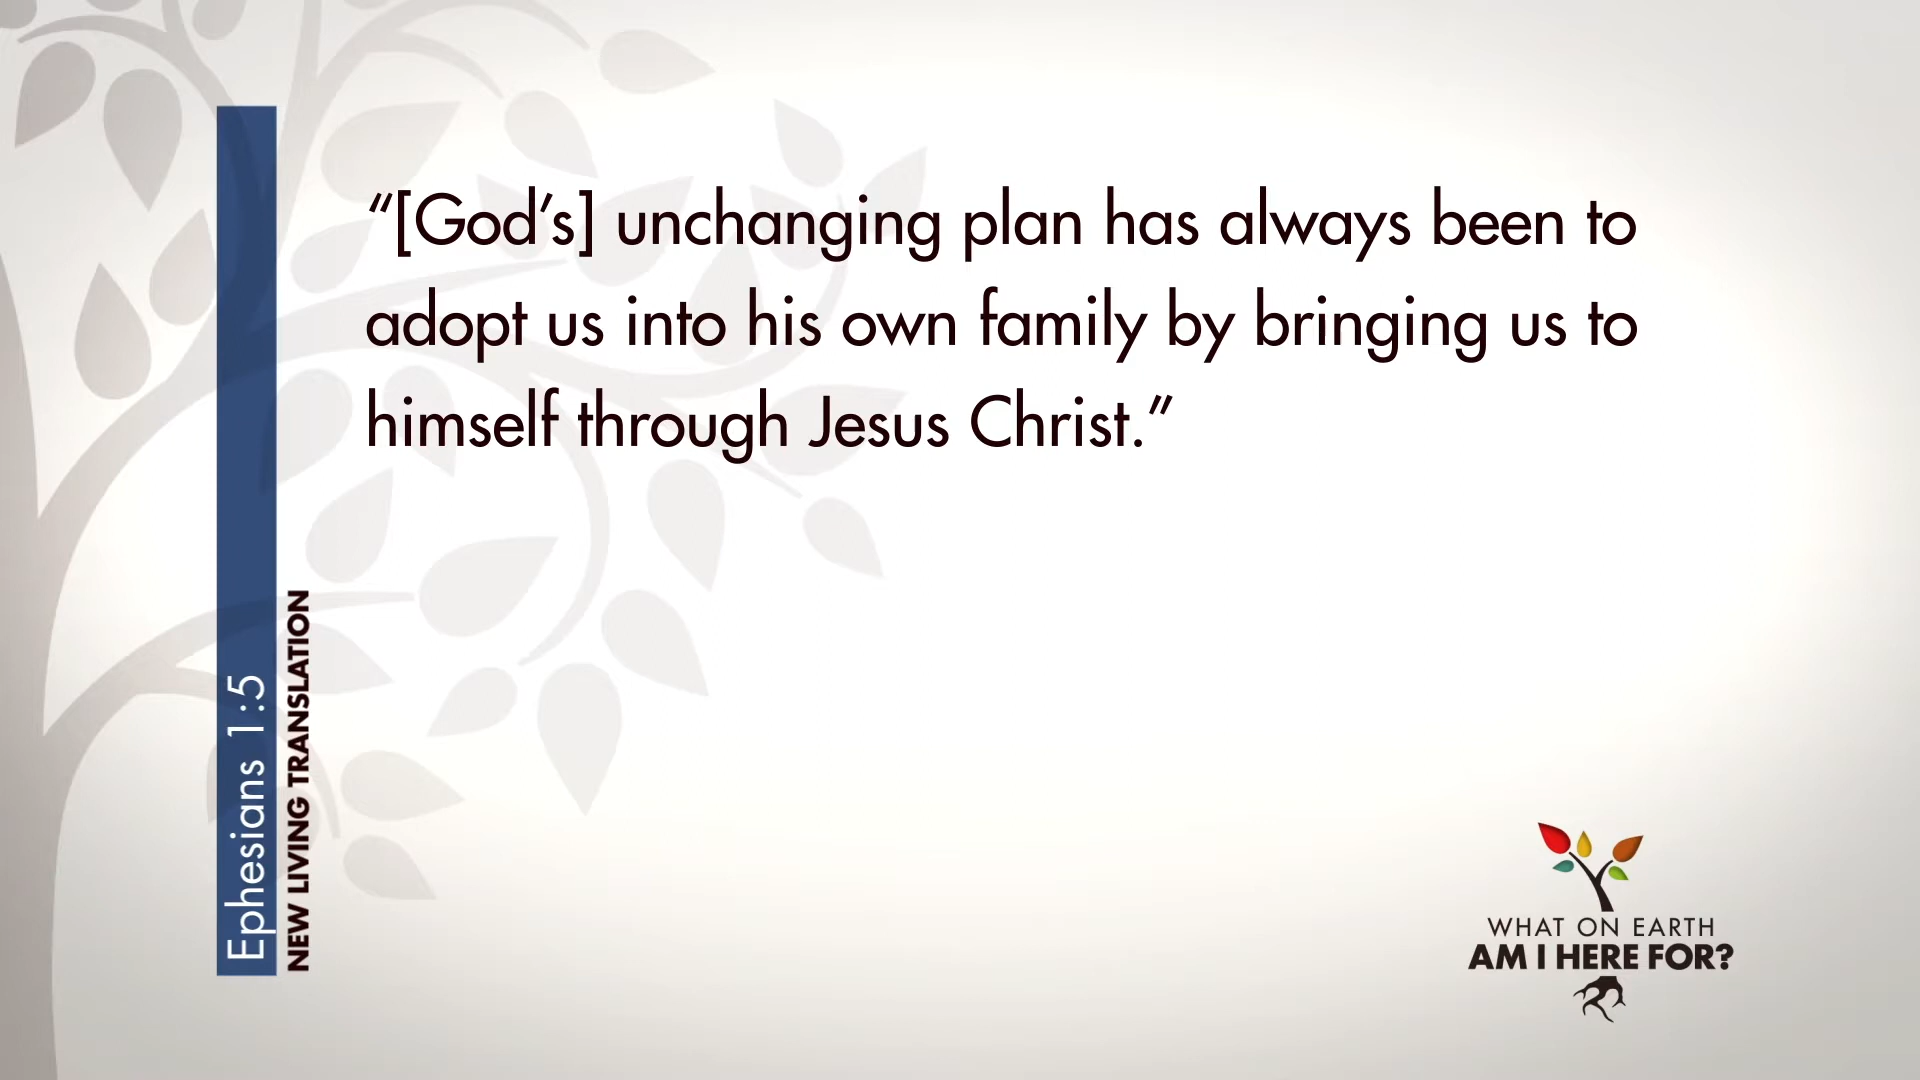 “[God’s] unchanging plan has always been to
adopt us into his own family by bringing us to
himself through Jesus Christ.”
Ephesians 1:5
NEW LIVING TRANSLATION
WHAT ON EARTH
AM I HERE FOR?